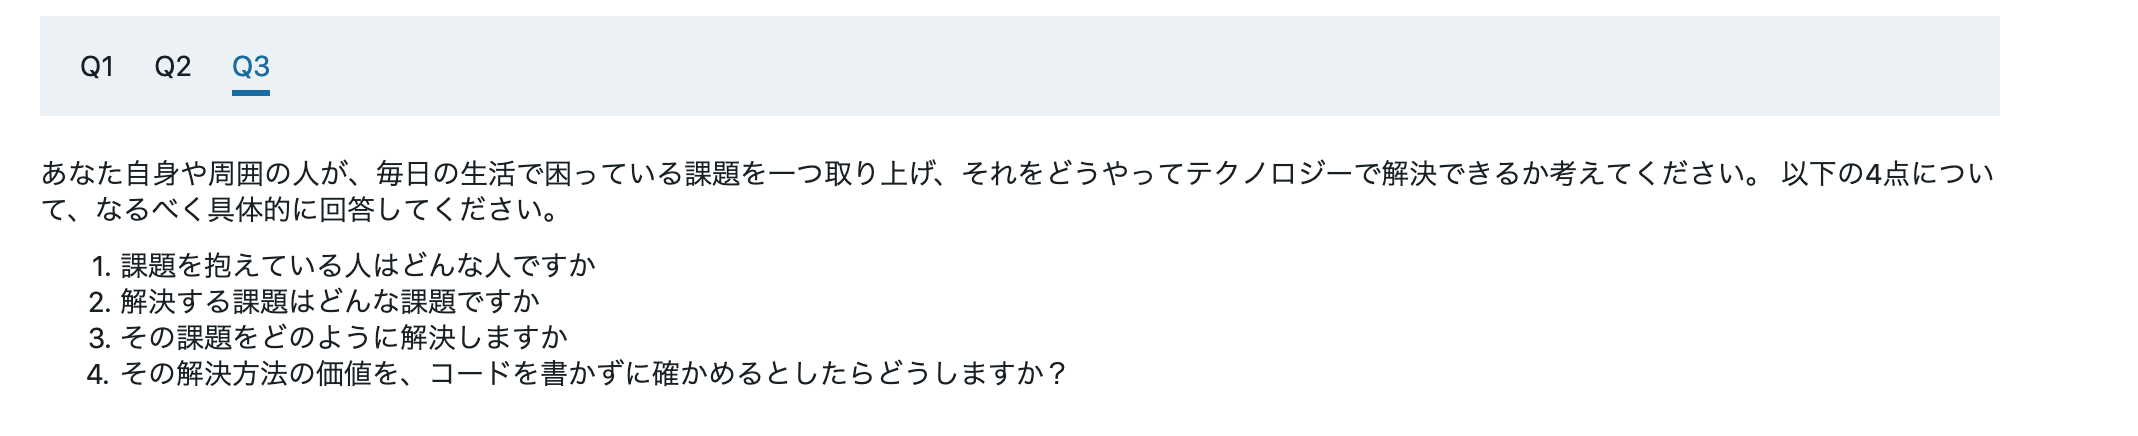 Q1 Q2 Q3
あなた自身や周囲の人が、毎日の生活で困っている課題を一つ取り上げ、それをどうやってテクノロジーで解決できるか考えてください。 以下の4点につい
て、なるべく具体的に回答してください。
1. 課題を抱えている人はどんな人ですか
2. 解決する課題はどんな課題ですか
3. その課題をどのように解決しますか
4. その解決方法の価値を、コードを書かずに確かめるとしたらどうしますか？